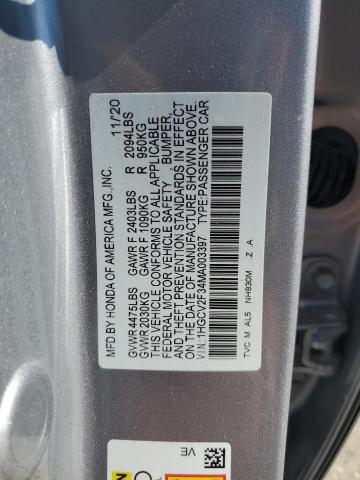 MFD.BY HONDA OF AMERICA MFG.,INC. 11/'20
GVWR 4475LBS GAWR F 2403LBS R 2094LBS
GVWR 2030KG GAWR F 1090KG R 950KG
THIS VEHICLE CONFORMS TO ALL APPLICABLE
FEDERAL MOTOR VEHICLE SAFETY BUMPER,
AND THEFT PREVENTION STANDARDS IN EFFECT
ON THE DATE OF MANUFACTURE SHOWN ABOVE.
VIN:1HGCV2F34MA003397 TYPE:PASSENGER CAR
TVC M AL5 NH830M Z A
VE